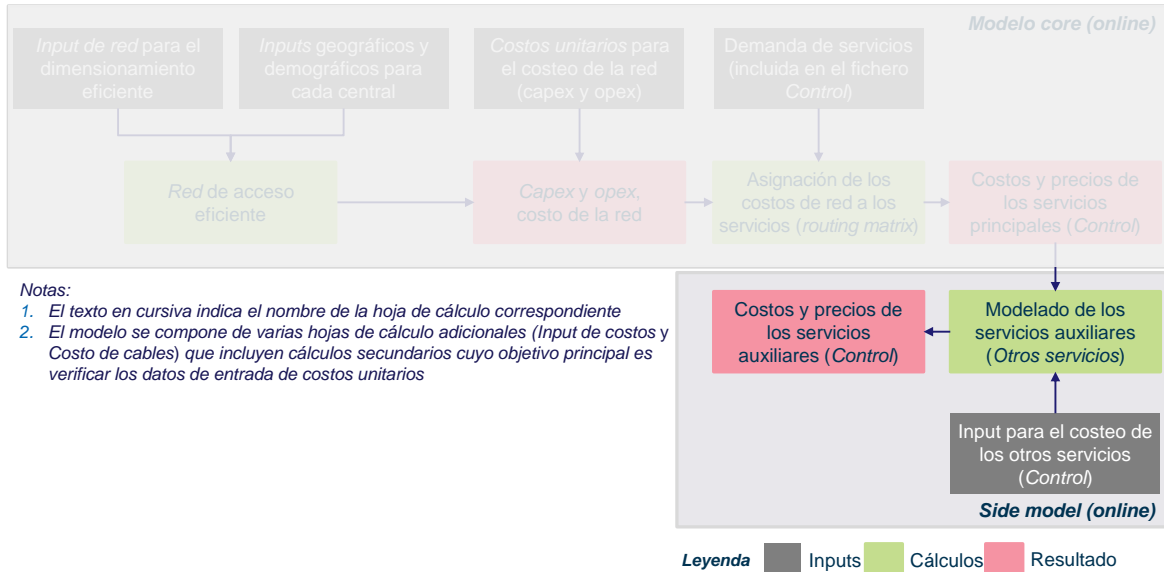 Modelo core (online)
Input de red para el
dimensionamiento
eficiente
Inputs geográficos y
demográficos para
cada central
Costos unitarios para
el costeo de la red
(capex y opex)
Demanda de servicios
(incluida en el fichero
Control)
Red de acceso
eficiente
Capex y opex,
costo de la red
Asignación de los
costos de red a los
servicios (routing matrix)
Costos y precios de
los servicios
principales (Control)
Notas:
1. El texto en cursiva indica el nombre de la hoja de cálculo correspondiente
2. El modelo se compone de varias hojas de cálculo adicionales (Input de costos y
Costo de cables) que incluyen cálculos secundarios cuyo objetivo principal es
verificar los datos de entrada de costos unitarios
Costos y precios de
los servicios
auxiliares (Control)
Modelado de los
servicios auxiliares
(Otros servicios)
Input para el costeo de
los otros servicios
(Control)
Side model (online)
Leyenda Inputs Cálculos Resultado